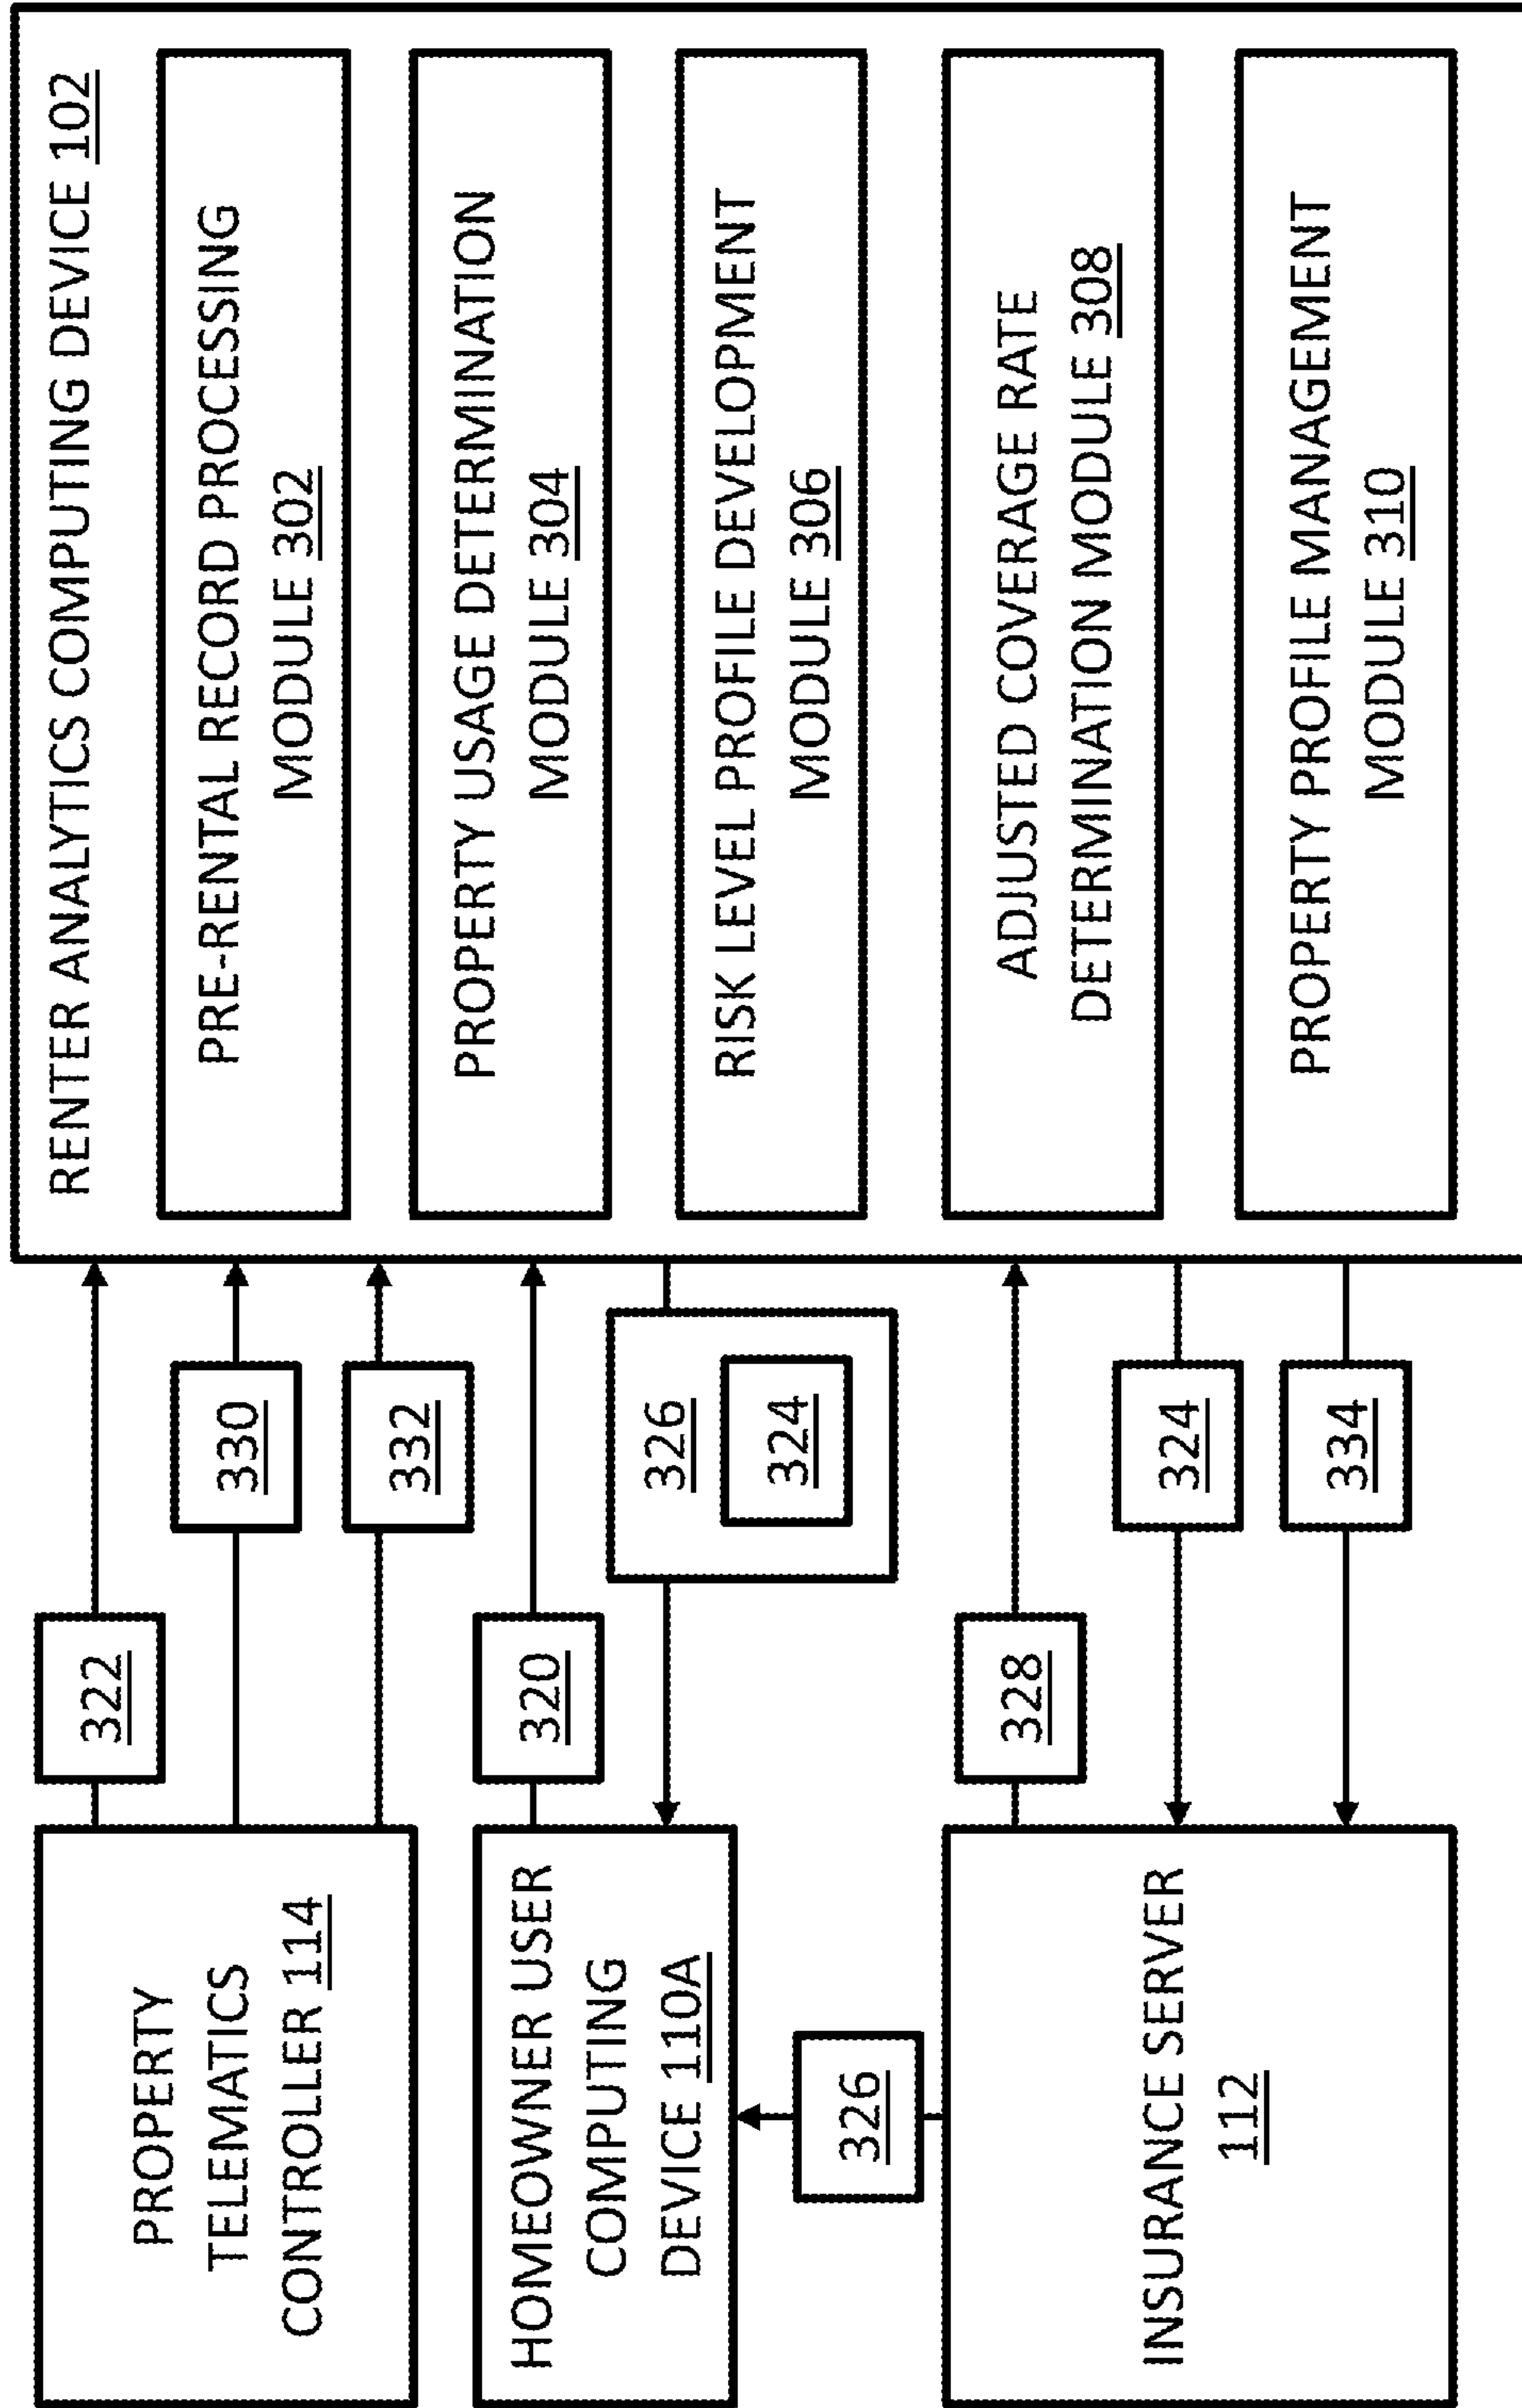 PROPERTY
TELEMATICS
CONTROLLER 114
322
330
332
HOMEOWNER USER
COMPUTING
DEVICE 110A
320
326
324
326
INSURANCE SERVER
112
328
324
334
RENTER ANALYTICS COMPUTING DEVICE 102
PRE-RENTAL RECORD PROCESSING
MODULE 302
PROPERTY USAGE DETERMINATION
MODULE 304
RISK LEVEL PROFILE DEVELOPMENT
MODULE 306
ADJUSTED COVERAGE RATE
DETERMINATION MODULE 308
PROPERTY PROFILE MANAGEMENT
MODULE 310